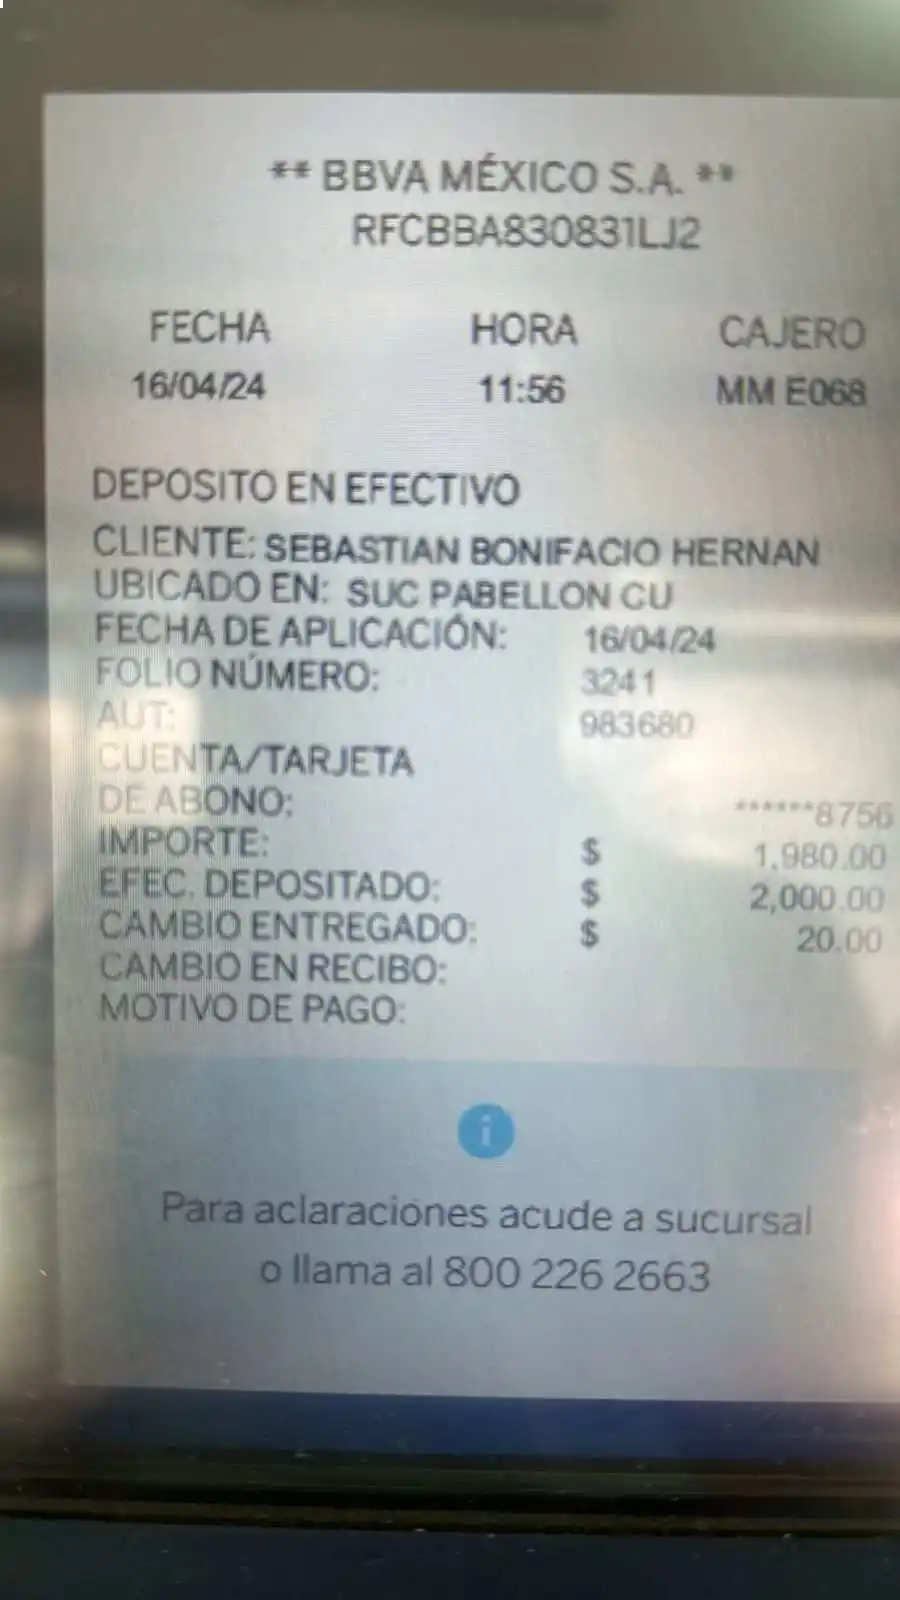 ** BBVA MÉXICO S.A. **
RFCBBA830831LJ2
FECHA HORA CAJERO
16/04/24 11:56 MM E068
DEPOSITO EN EFECTIVO
CLIENTE: SEBASTIAN BONIFACIO HERNAN
UBICADO EN: SUC PABELLON CU
FECHA DE APLICACIÓN: 16/04/24
FOLIO NÚMERO: 3241
AUT: 983680
CUENTA/TARJETA
DE ABONO: ******8756
IMPORTE: $ 1,980.00
EFEC. DEPOSITADO: $ 2,000.00
CAMBIO ENTREGADO: $ 20.00
CAMBIO EN RECIBO:
MOTIVO DE PAGO:
i
Para aclaraciones acude a sucursal
o llama al 800 226 2663